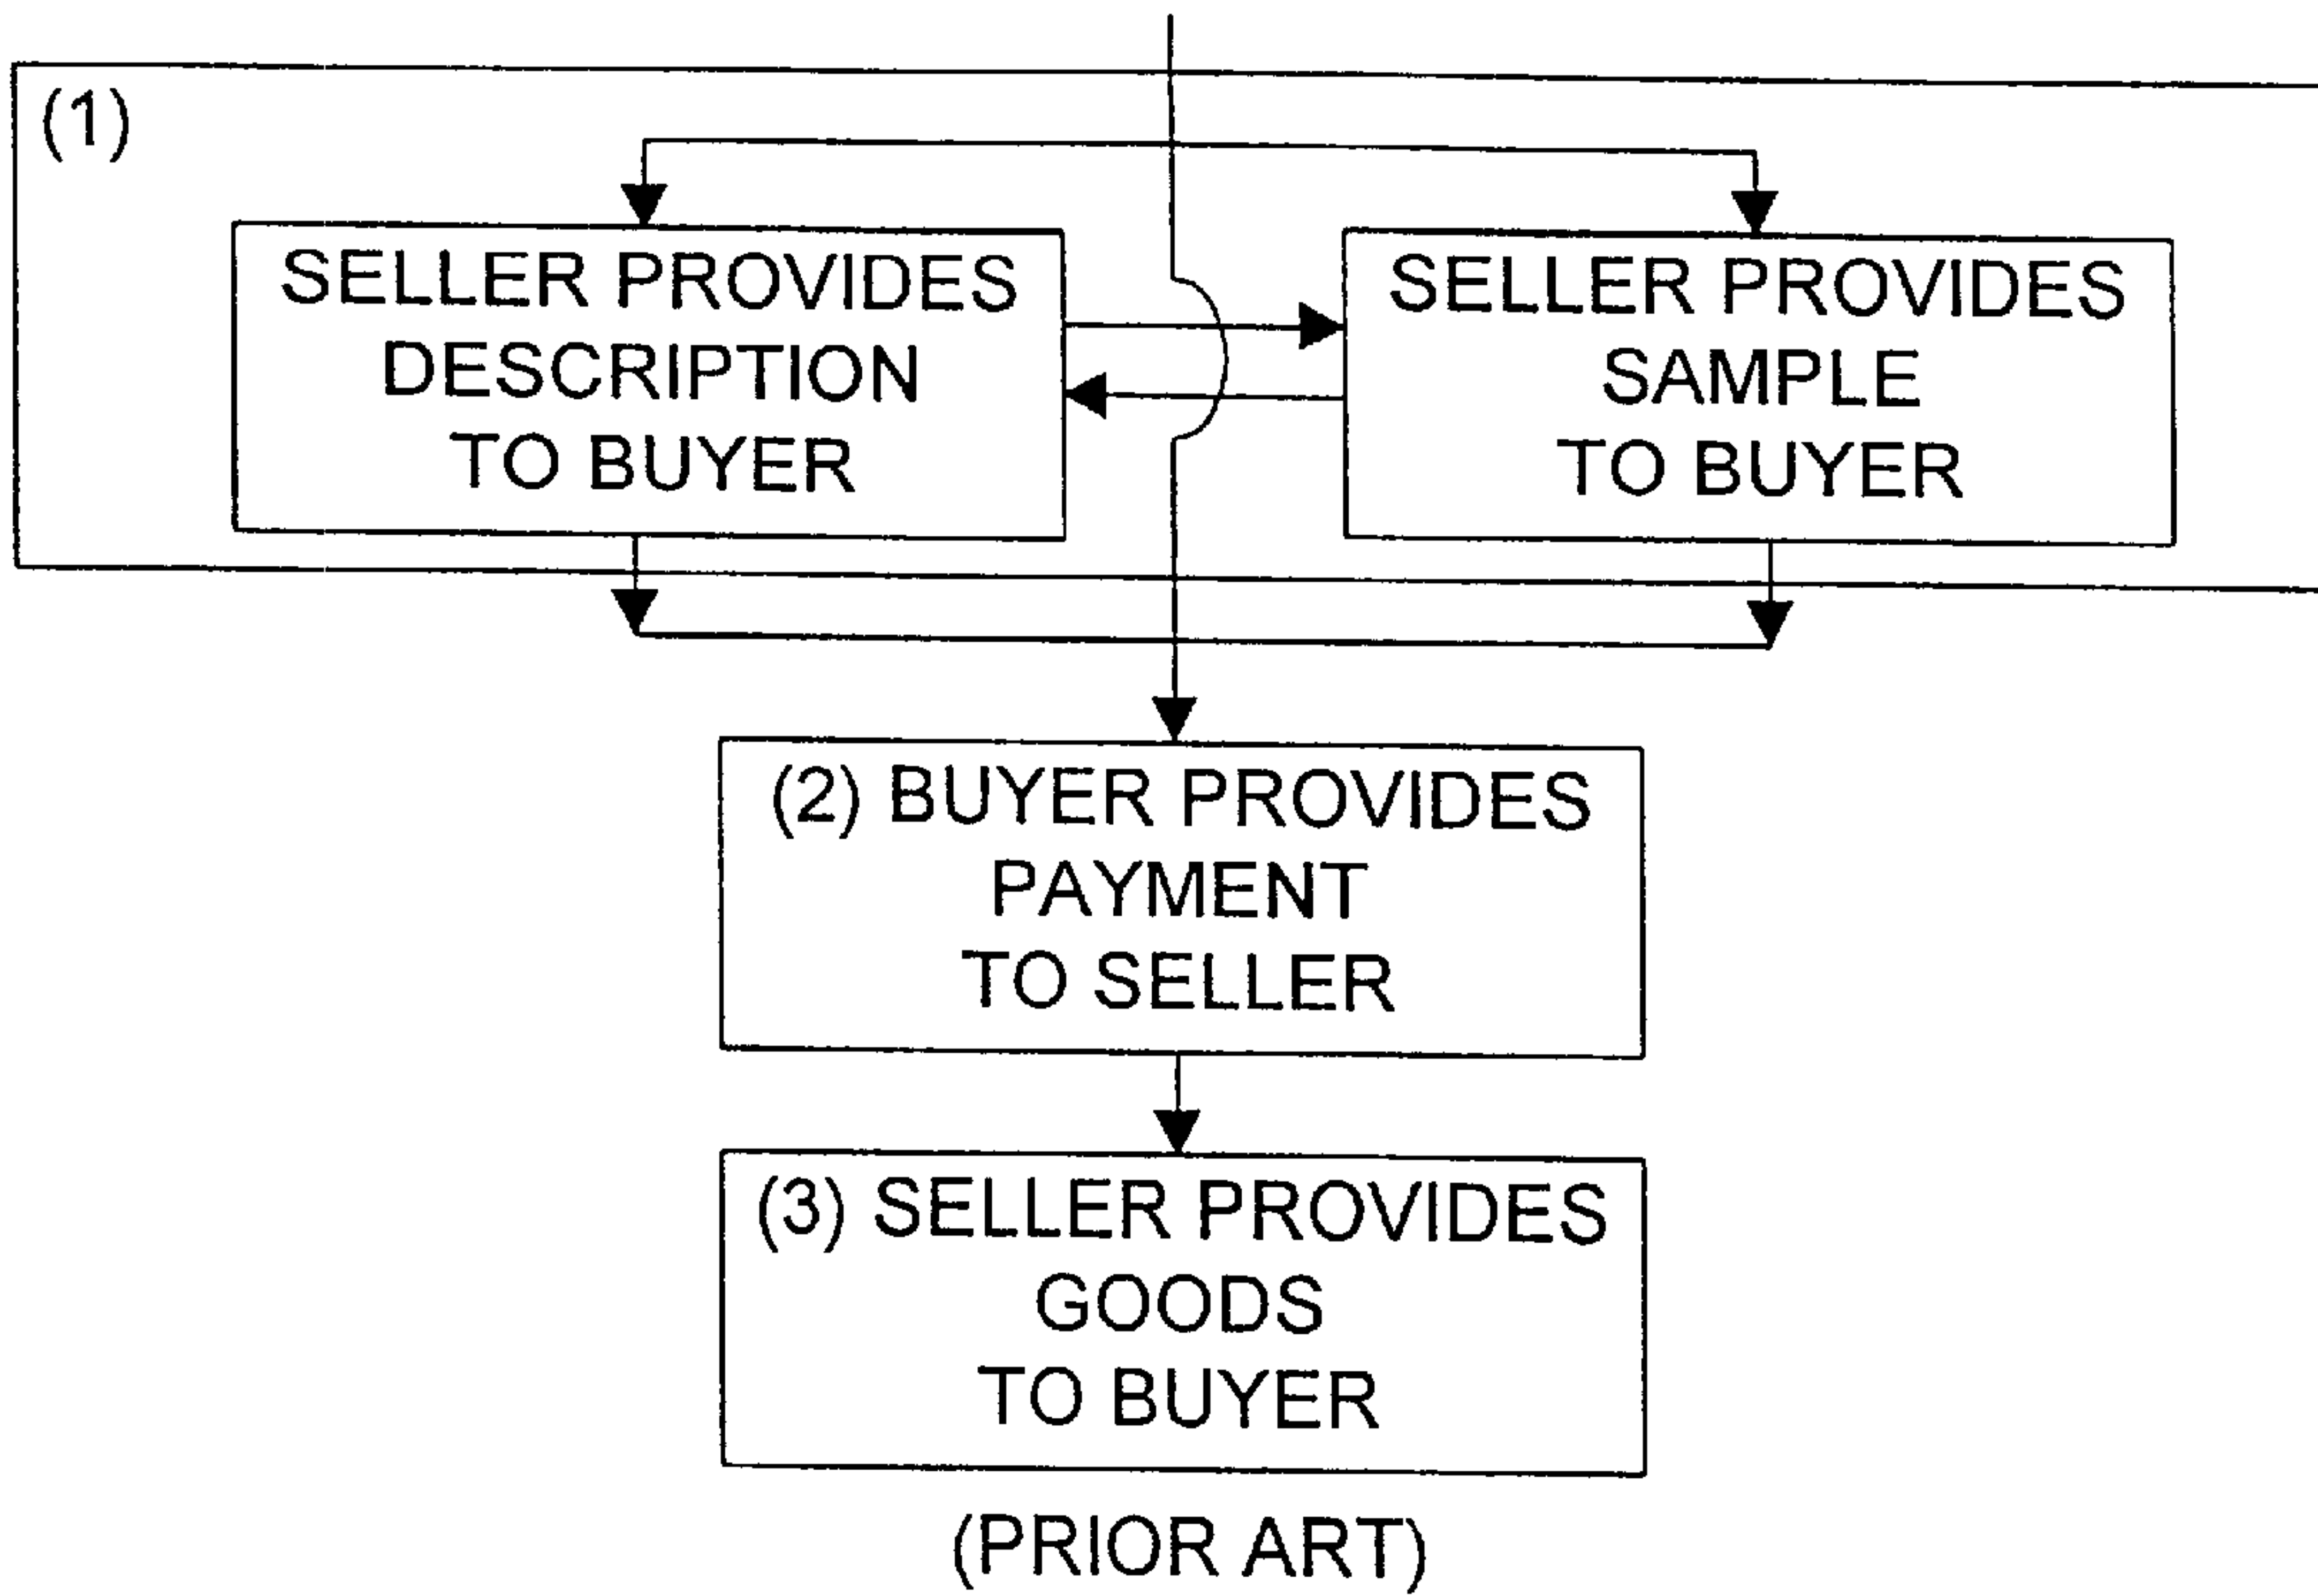 (1)
SELLER PROVIDES
DESCRIPTION
TO BUYER
SELLER PROVIDES
SAMPLE
TO BUYER
(2) BUYER PROVIDES
PAYMENT
TO SELLER
(3) SELLER PROVIDES
GOODS
TO BUYER
(PRIOR ART)